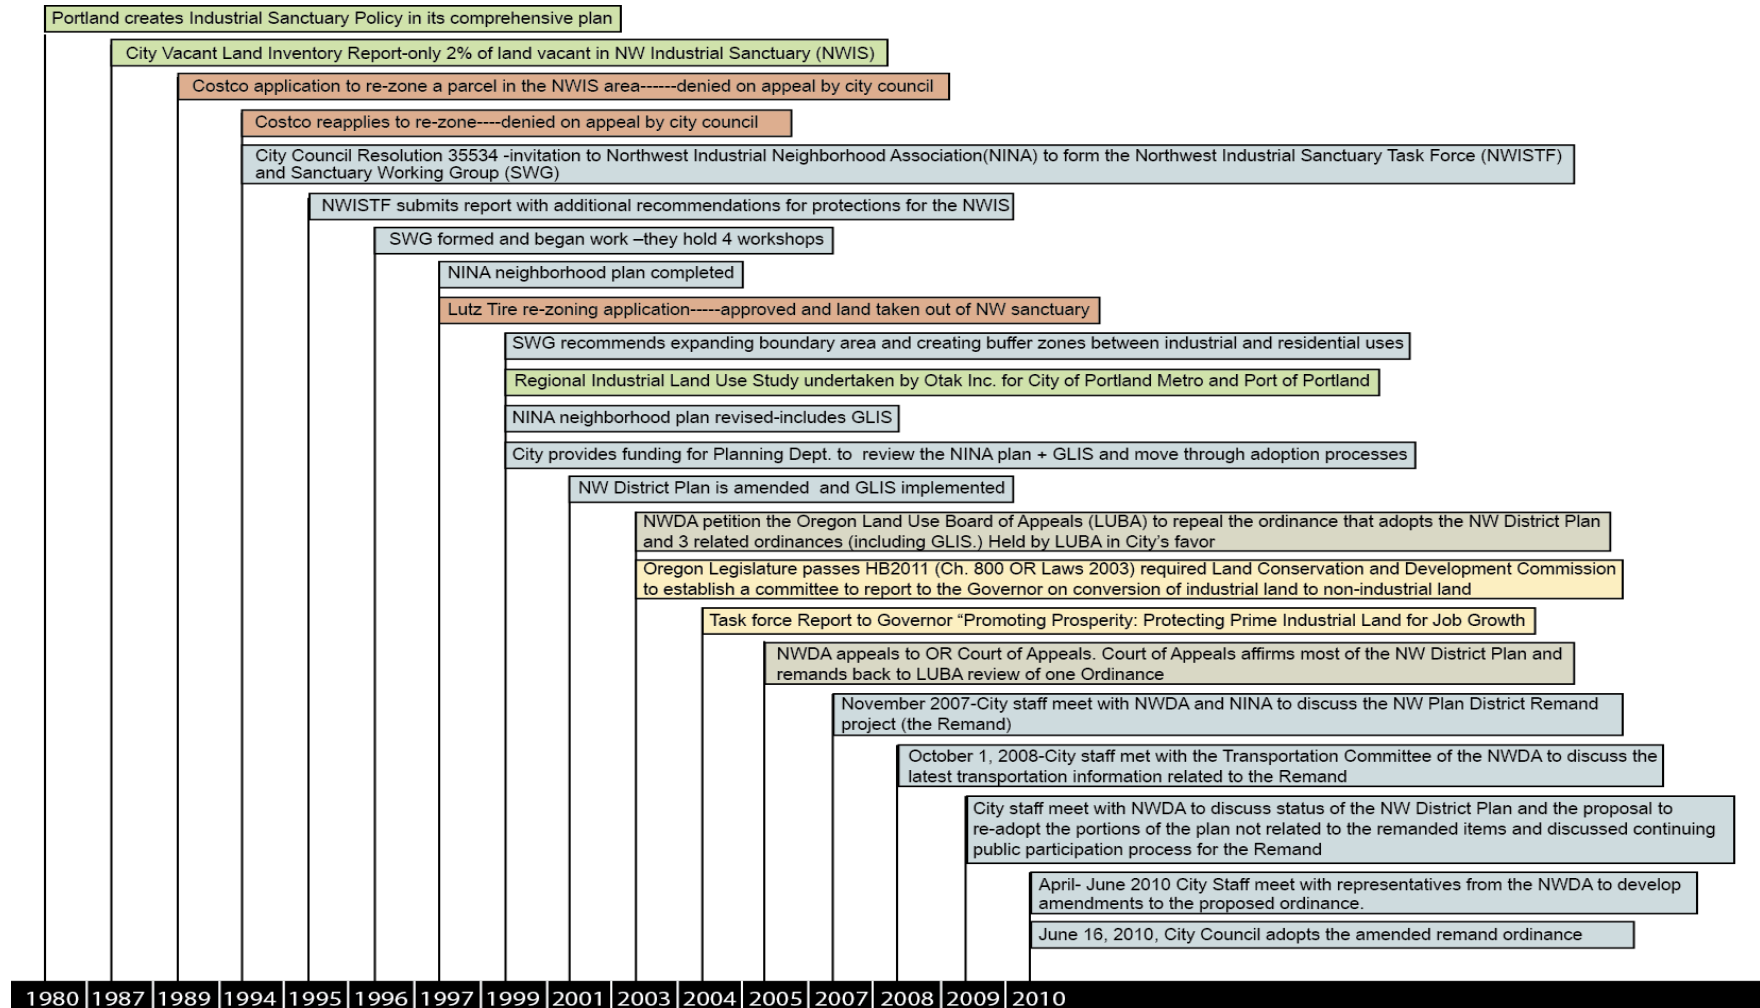 Portland creates Industrial Sanctuary Policy in its comprehensive plan
City Vacant Land Inventory Report-only 2% of land vacant in NW Industrial Sanctuary (NWIS)
Costco application to re-zone a parcel in the NWIS area------denied on appeal by city council
Costco reapplies to re-zone----denied on appeal by city council
City Council Resolution 35534 -invitation to Northwest Industrial Neighborhood Association(NINA) to form the Northwest Industrial Sanctuary Task Force (NWISTF)
and Sanctuary Working Group (SWG)
NWISTF submits report with additional recommendations for protections for the NWIS
SWG formed and began work –they hold 4 workshops
NINA neighborhood plan completed
Lutz Tire re-zoning application-----approved and land taken out of NW sanctuary
SWG recommends expanding boundary area and creating buffer zones between industrial and residential uses
Regional Industrial Land Use Study undertaken by Otak Inc. for City of Portland Metro and Port of Portland
NINA neighborhood plan revised-includes GLIS
City provides funding for Planning Dept. to  review the NINA plan + GLIS and move through adoption processes
NW District Plan is amended  and GLIS implemented
NWDA petition the Oregon Land Use Board of Appeals (LUBA) to repeal the ordinance that adopts the NW District Plan
and 3 related ordinances (including GLIS.) Held by LUBA in City’s favor
Oregon Legislature passes HB2011 (Ch. 800 OR Laws 2003) required Land Conservation and Development Commission
to establish a committee to report to the Governor on conversion of industrial land to non-industrial land
Task force Report to Governor “Promoting Prosperity: Protecting Prime Industrial Land for Job Growth
NWDA appeals to OR Court of Appeals. Court of Appeals affirms most of the NW District Plan and
remands back to LUBA review of one Ordinance
November 2007-City staff meet with NWDA and NINA to discuss the NW Plan District Remand
project (the Remand)
October 1, 2008-City staff met with the Transportation Committee of the NWDA to discuss the
latest transportation information related to the Remand
City staff meet with NWDA to discuss status of the NW District Plan and the proposal to
re-adopt the portions of the plan not related to the remanded items and discussed continuing
public participation process for the Remand
April- June 2010 City Staff meet with representatives from the NWDA to develop
amendments to the proposed ordinance.
June 16, 2010, City Council adopts the amended remand ordinance
1980 1987 1989 1994 1995 1996 1997 1999 2001 2003 2004 2005 2007 2008 2009 2010